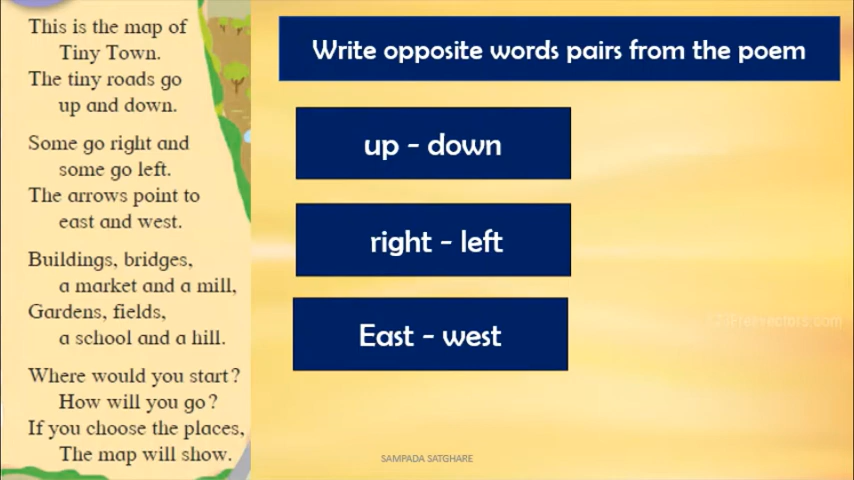 This is the map of
Tiny Town.
The tiny roads go
up and down.
Some go right and
some go left.
The arrows point to
east and west.
Buildings, bridges,
a market and a mill,
Gardens, fields,
a school and a hill.
Where would you start?
How will you go?
If you choose the places,
The map will show.
Write opposite words pairs from the poem
up - down
right - left
East - west
SAMPADA SATGHARE